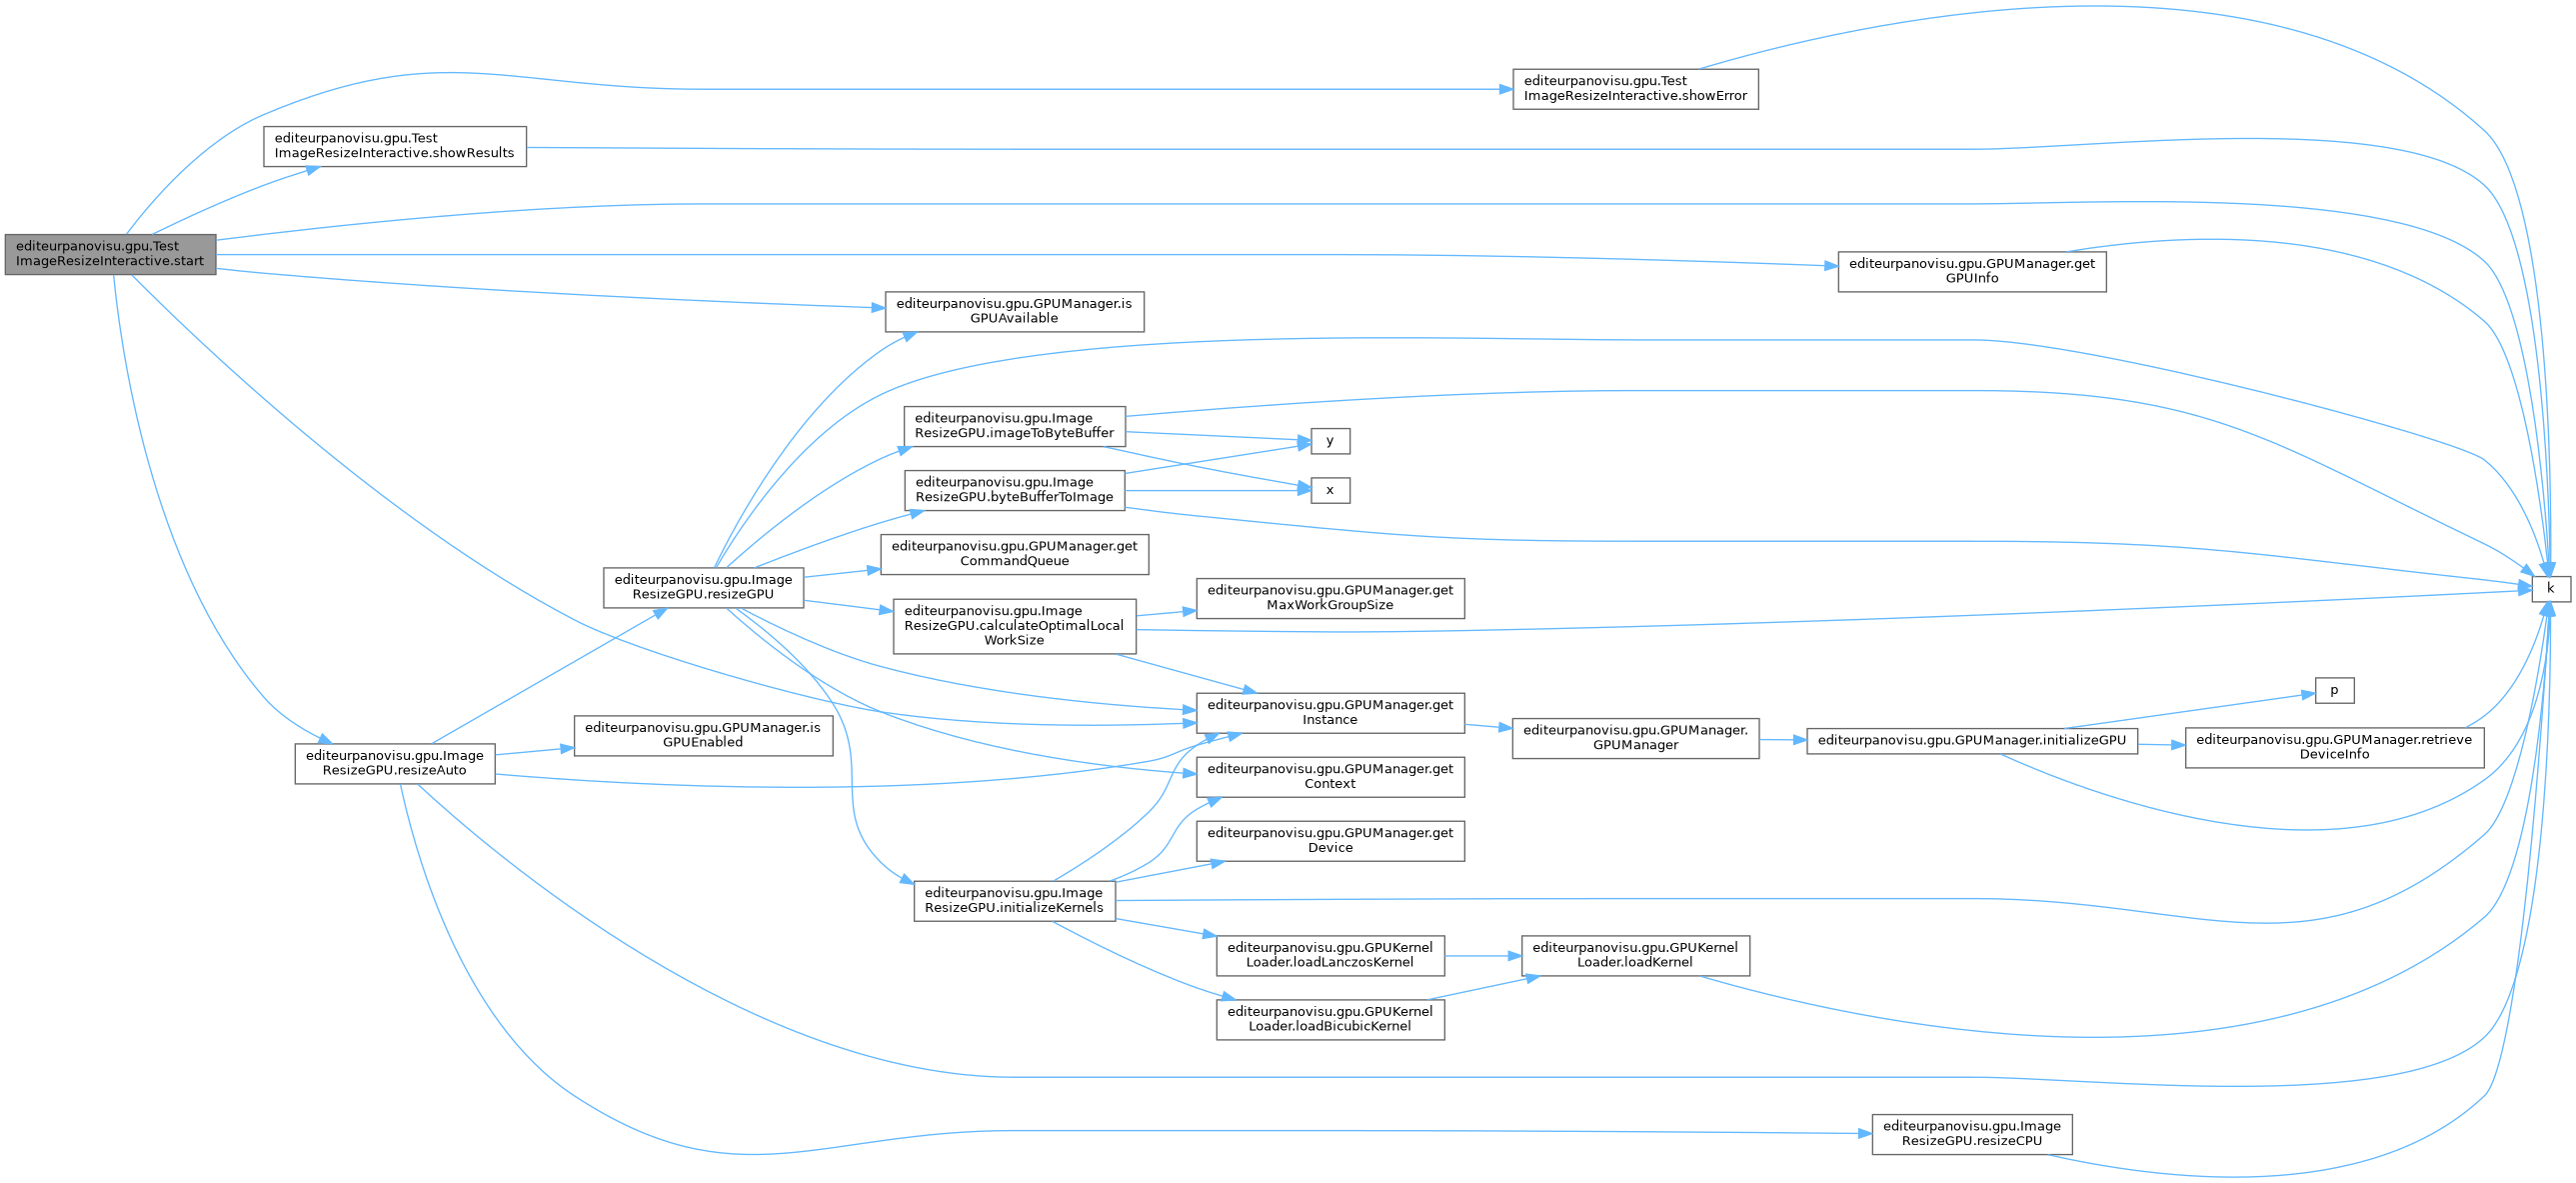 editeurpanovisu.gpu.Test
ImageResizeInteractive.start
editeurpanovisu.gpu.Test
ImageResizeInteractive.showResults
editeurpanovisu.gpu.Test
ImageResizeInteractive.showError
editeurpanovisu.gpu.GPUManager.get
GPUInfo
editeurpanovisu.gpu.GPUManager.is
GPUAvailable
editeurpanovisu.gpu.Image
ResizeGPU.imageToByteBuffer
y
editeurpanovisu.gpu.Image
ResizeGPU.byteBufferToImage
x
editeurpanovisu.gpu.GPUManager.get
CommandQueue
editeurpanovisu.gpu.Image
ResizeGPU.resizeGPU
editeurpanovisu.gpu.Image
ResizeGPU.calculateOptimalLocal
WorkSize
editeurpanovisu.gpu.GPUManager.get
MaxWorkGroupSize
k
editeurpanovisu.gpu.GPUManager.get
Instance
editeurpanovisu.gpu.GPUManager.
GPUManager
editeurpanovisu.gpu.GPUManager.initializeGPU
p
editeurpanovisu.gpu.GPUManager.retrieve
DeviceInfo
editeurpanovisu.gpu.GPUManager.is
GPUEnabled
editeurpanovisu.gpu.Image
ResizeGPU.resizeAuto
editeurpanovisu.gpu.GPUManager.get
Context
editeurpanovisu.gpu.GPUManager.get
Device
editeurpanovisu.gpu.Image
ResizeGPU.initializeKernels
editeurpanovisu.gpu.GPUKernel
Loader.loadLanczosKernel
editeurpanovisu.gpu.GPUKernel
Loader.loadKernel
editeurpanovisu.gpu.GPUKernel
Loader.loadBicubicKernel
editeurpanovisu.gpu.Image
ResizeGPU.resizeCPU